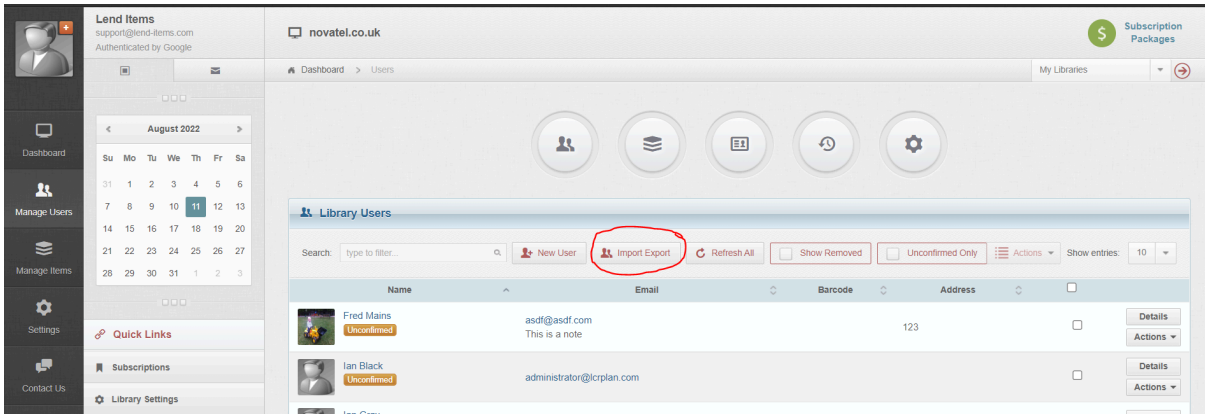 Lend Items
support@lend-items.com
Authenticated by Google
novatel.co.uk
$
Subscription
Packages
Dashboard > Users
My Libraries
Dashboard
Manage Users
Manage Items
Settings
Contact Us
< August 2022 >
Su Mo Tu We Th Fr Sa
31 1 2 3 4 5 6
7 8 9 10 11 12 13
14 15 16 17 18 19 20
21 22 23 24 25 26 27
28 29 30 31 1 2 3
Quick Links
Subscriptions
Library Settings
Library Users
Search: type to filter... New User Import Export Refresh All Show Removed Unconfirmed Only Actions Show entries: 10
Name Email Barcode Address
Fred Mains
Unconfirmed
asdf@asdf.com
This is a note
123
Details
Actions
Ian Black
Unconfirmed
administrator@lcrplan.com
Details
Actions
Ian Grey